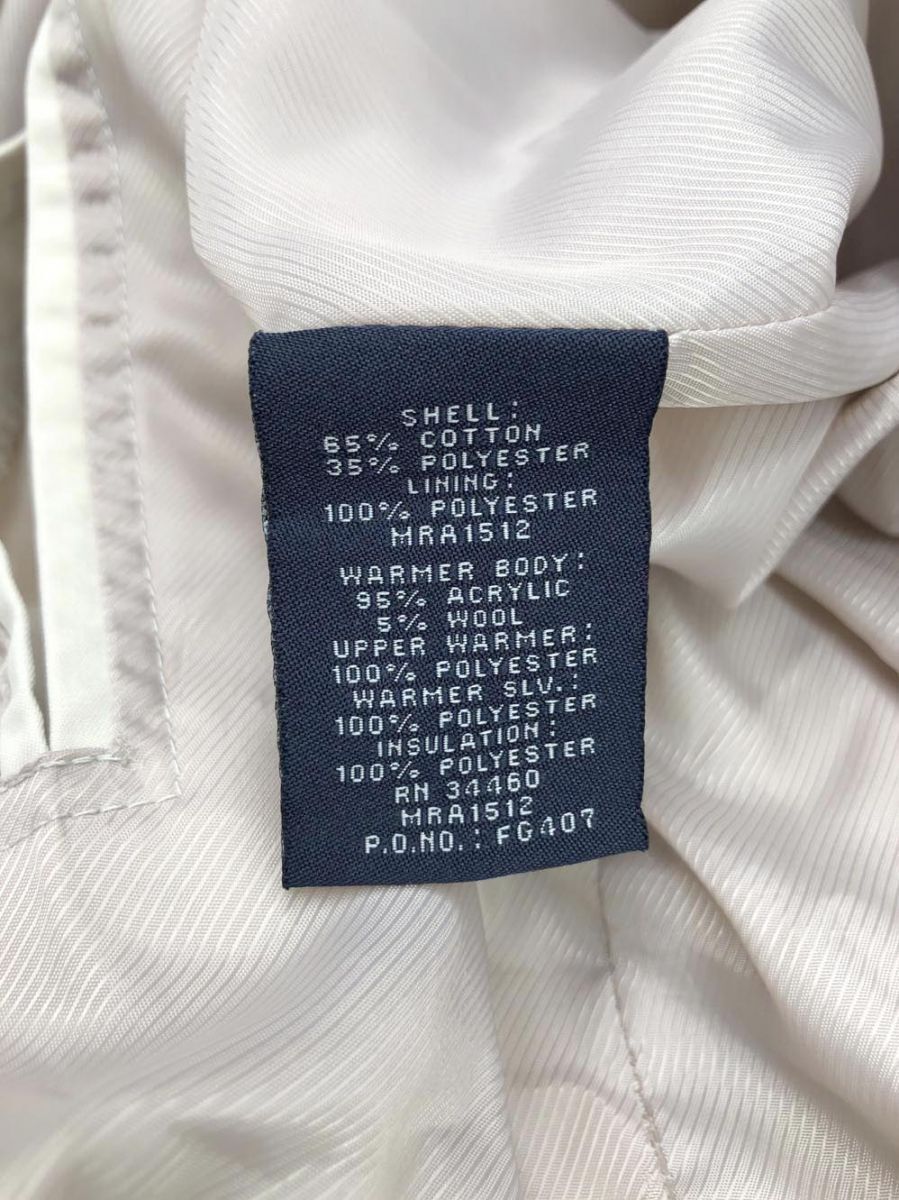 SHELL:
65% COTTON
35% POLYESTER
LINING:
100% POLYESTER
MRA1512
WARMER BODY:
95% ACRYLIC
5% WOOL
UPPER WARMER:
100% POLYESTER
WARMER SLV.:
100% POLYESTER
INSULATION:
100% POLYESTER
RN 34460
MRA1512
P.O.NO.: FG407